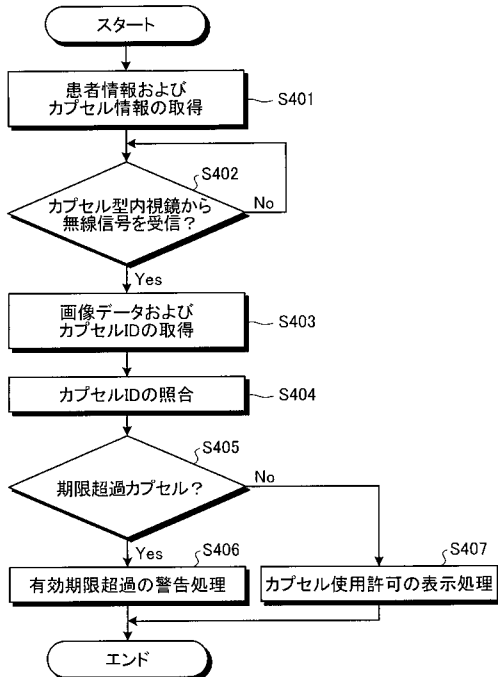 スタート
患者情報および
カプセル情報の取得
S401
S402
カプセル型内視鏡から
無線信号を受信？
No
Yes
画像データおよび
カプセルIDの取得
S403
カプセルIDの照合
S404
S405
期限超過カプセル？
No
Yes
S406
有効期限超過の警告処理
S407
カプセル使用許可の表示処理
エンド